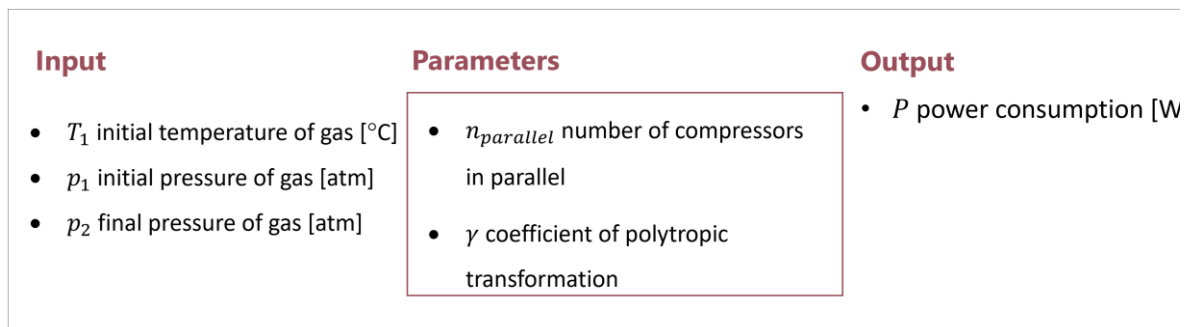 Input
• T₁ initial temperature of gas [°C]
• p₁ initial pressure of gas [atm]
• p₂ final pressure of gas [atm]
Parameters
• n_parallel number of compressors
in parallel
• γ coefficient of polytropic
transformation
Output
• P power consumption [W